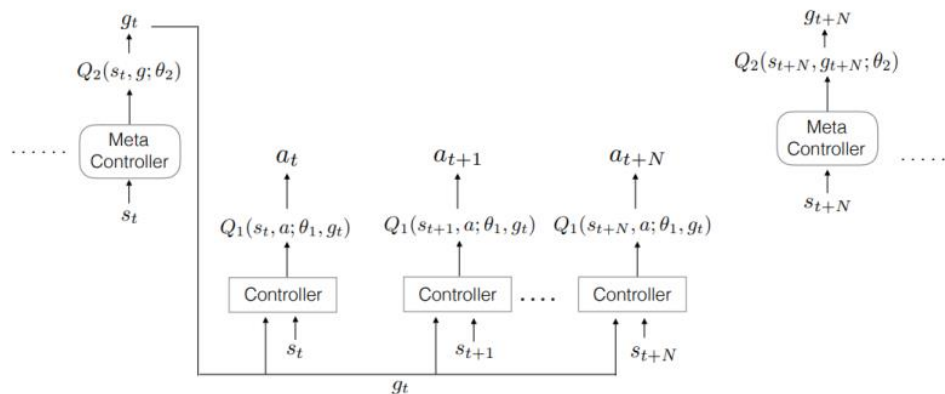 g_t
Q_2(s_t, g; θ_2)
Meta
Controller
s_t
......
g_{t+N}
Q_2(s_{t+N}, g_{t+N}; θ_2)
Meta
Controller
s_{t+N}
.....
a_t
a_{t+1}
a_{t+N}
Q_1(s_t, a; θ_1, g_t)
Q_1(s_{t+1}, a; θ_1, g_t)
Q_1(s_{t+N}, a; θ_1, g_t)
Controller
Controller
....
Controller
s_t
s_{t+1}
s_{t+N}
g_t